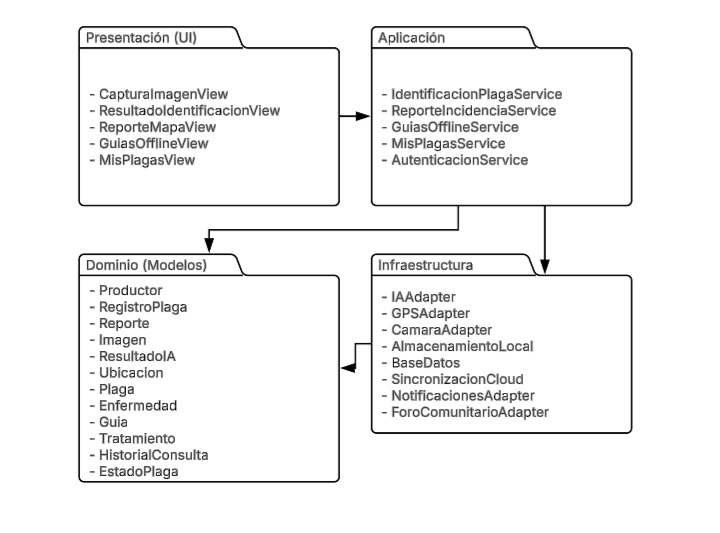 Presentación (UI)
- CapturaImagenView
- ResultadoIdentificacionView
- ReporteMapaView
- GuiasOfflineView
- MisPlagasView
Aplicación
- IdentificacionPlagaService
- ReporteIncidenciaService
- GuiasOfflineService
- MisPlagasService
- AutenticacionService
Dominio (Modelos)
- Productor
- RegistroPlaga
- Reporte
- Imagen
- ResultadoIA
- Ubicacion
- Plaga
- Enfermedad
- Guia
- Tratamiento
- HistorialConsulta
- EstadoPlaga
Infraestructura
- IAAdapter
- GPSAdapter
- CamaraAdapter
- AlmacenamientoLocal
- BaseDatos
- SincronizacionCloud
- NotificacionesAdapter
- ForoComunitarioAdapter